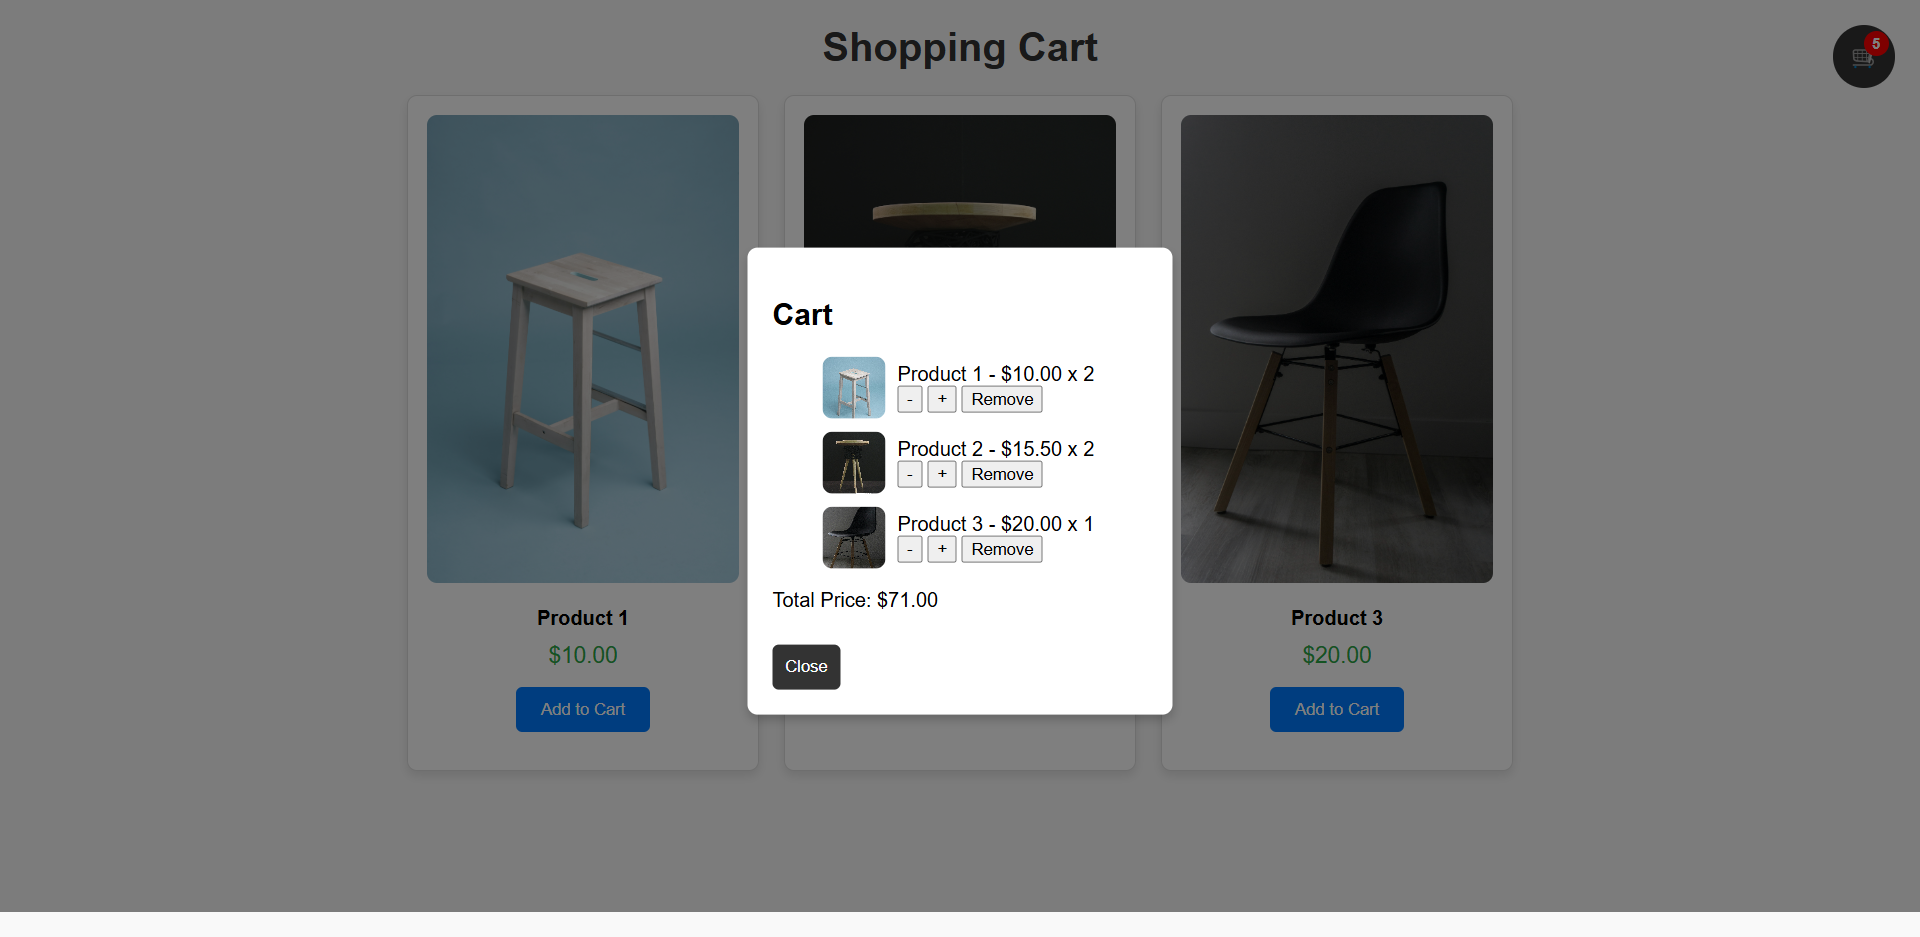 Shopping Cart
5
Cart
Product 1 - $10.00 x 2
- + Remove
Product 2 - $15.50 x 2
- + Remove
Product 3 - $20.00 x 1
- + Remove
Total Price: $71.00
Close
Product 1
$10.00
Add to Cart
Product 3
$20.00
Add to Cart